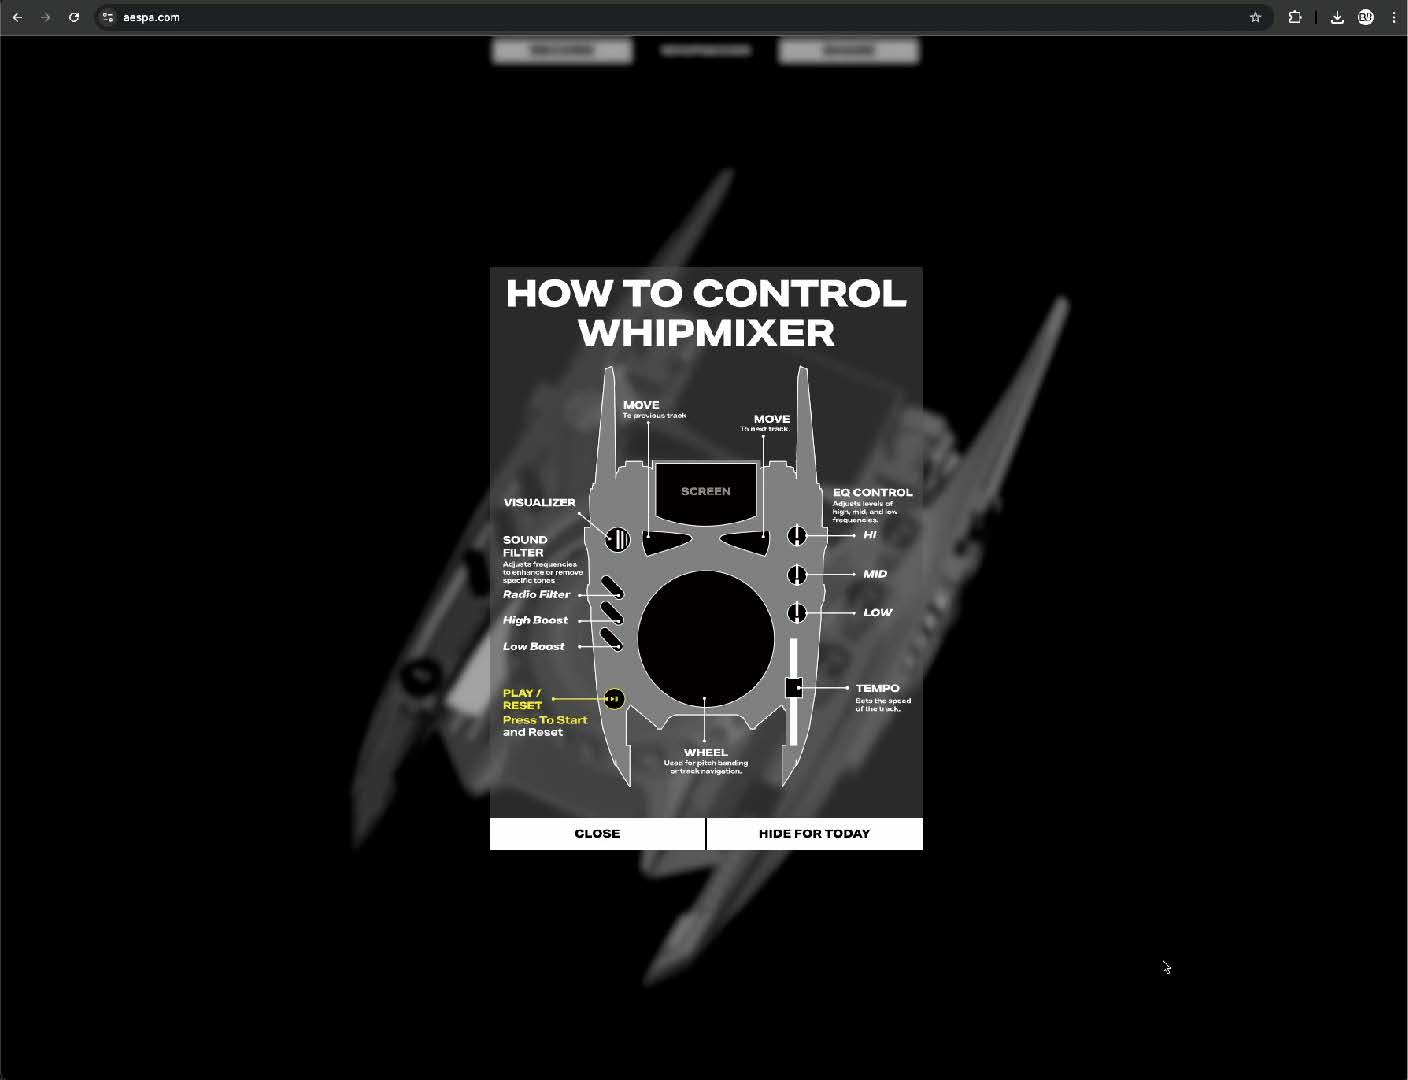 aespa.com
HOW TO CONTROL
WHIPMIXER
MOVE
To previous track
MOVE
To next track.
SCREEN
VISUALIZER
EQ CONTROL
Adjusts levels of
high, mid, and low
frequencies.
HI
SOUND
FILTER
Adjusts frequencies
to enhance or remove
specific tones
Radio Filter
MID
High Boost
LOW
Low Boost
PLAY /
RESET
Press To Start
and Reset
TEMPO
Sets the speed
of the track.
WHEEL
Used for pitch bending
or track navigation.
CLOSE
HIDE FOR TODAY